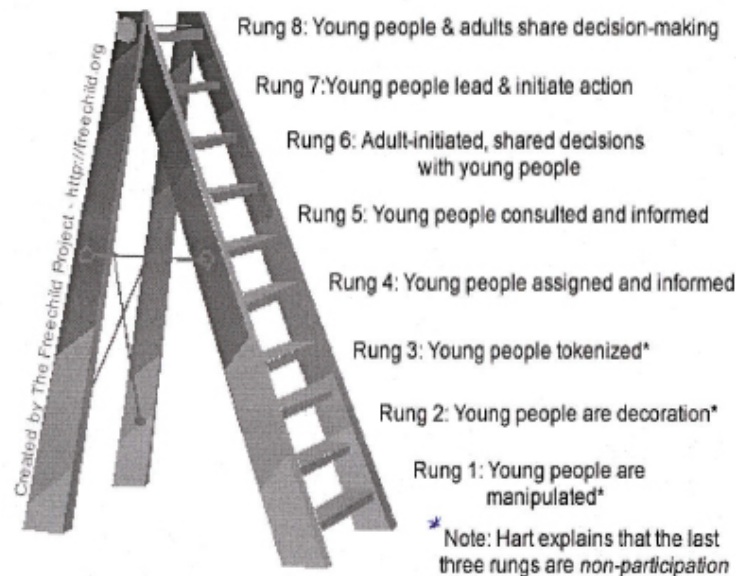 Rung 8: Young people & adults share decision-making
Rung 7:Young people lead & initiate action
Rung 6: Adult-initiated, shared decisions
with young people
Rung 5: Young people consulted and informed
Rung 4: Young people assigned and informed
Rung 3: Young people tokenized*
Rung 2: Young people are decoration*
Rung 1: Young people are
manipulated*
* Note: Hart explains that the last
three rungs are non-participation
Created by The Freechild Project - http://freechild.org